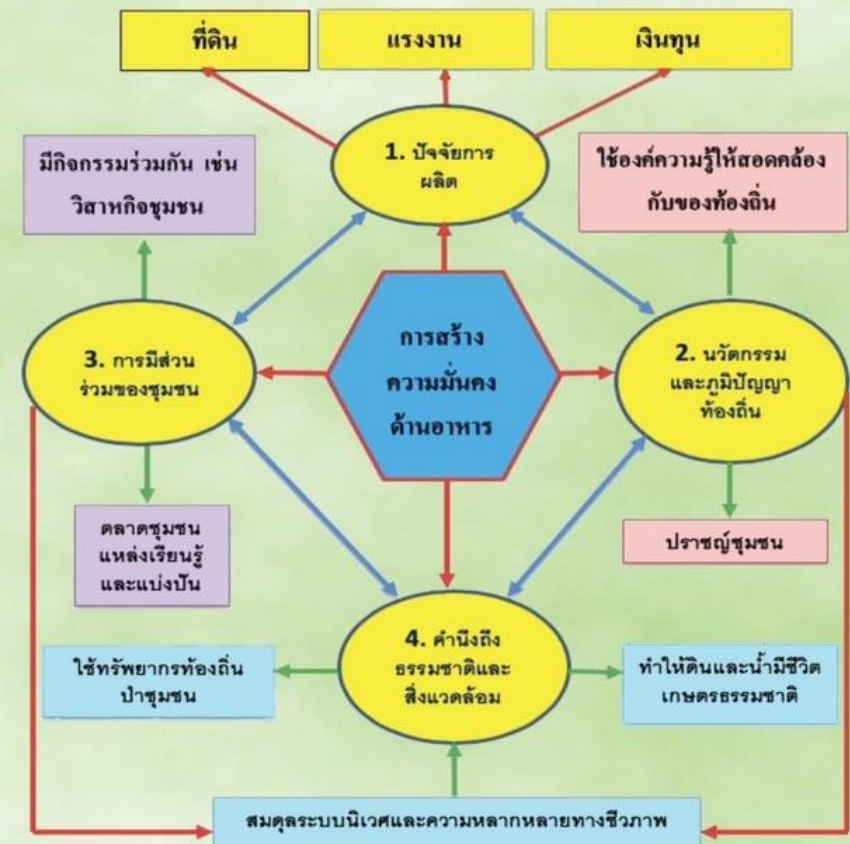 ที่ดิน
แรงงาน
เงินทุน
1. ปัจจัยการ
ผลิต
มีกิจกรรมร่วมกัน เช่น
วิสาหกิจชุมชน
ใช้องค์ความรู้ให้สอดคล้อง
กับของท้องถิ่น
การสร้าง
ความมั่นคง
ด้านอาหาร
3. การมีส่วน
ร่วมของชุมชน
2. นวัตกรรม
และภูมิปัญญา
ท้องถิ่น
ตลาดชุมชน
แหล่งเรียนรู้
และแบ่งปัน
ปราชญ์ชุมชน
4. คำนึงถึง
ธรรมชาติและ
สิ่งแวดล้อม
ใช้ทรัพยากรท้องถิ่น
ป่าชุมชน
ทำให้ดินและน้ำมีชีวิต
เกษตรธรรมชาติ
สมดุลระบบนิเวศและความหลากหลายทางชีวภาพ